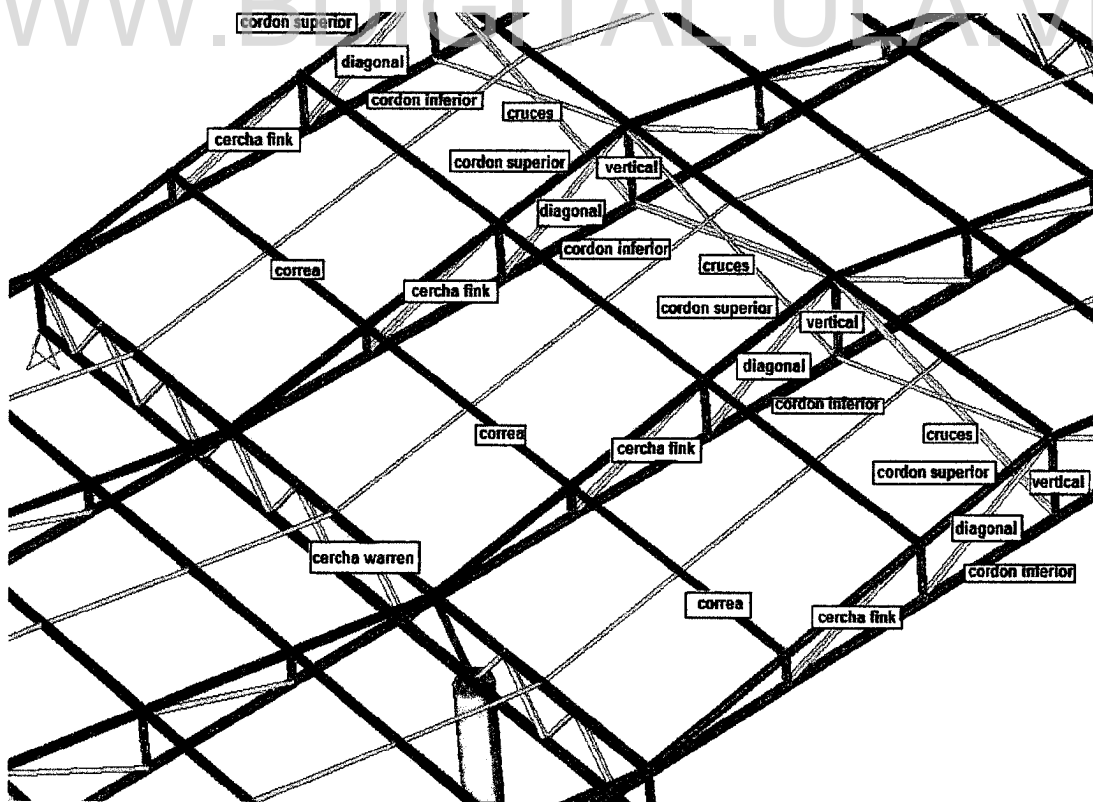 WWW.BDIGITAL.ULA.V
cordon superior
diagonal
cordon inferior
cruces
cercha fink
cordon superior
vertical
diagonal
cordon inferior
correa
cruces
cercha fink
cordon superior
vertical
diagonal
cordon inferior
correa
cruces
cercha fink
cordon superior
vertical
diagonal
cercha warren
cordon inferior
correa
cercha fink